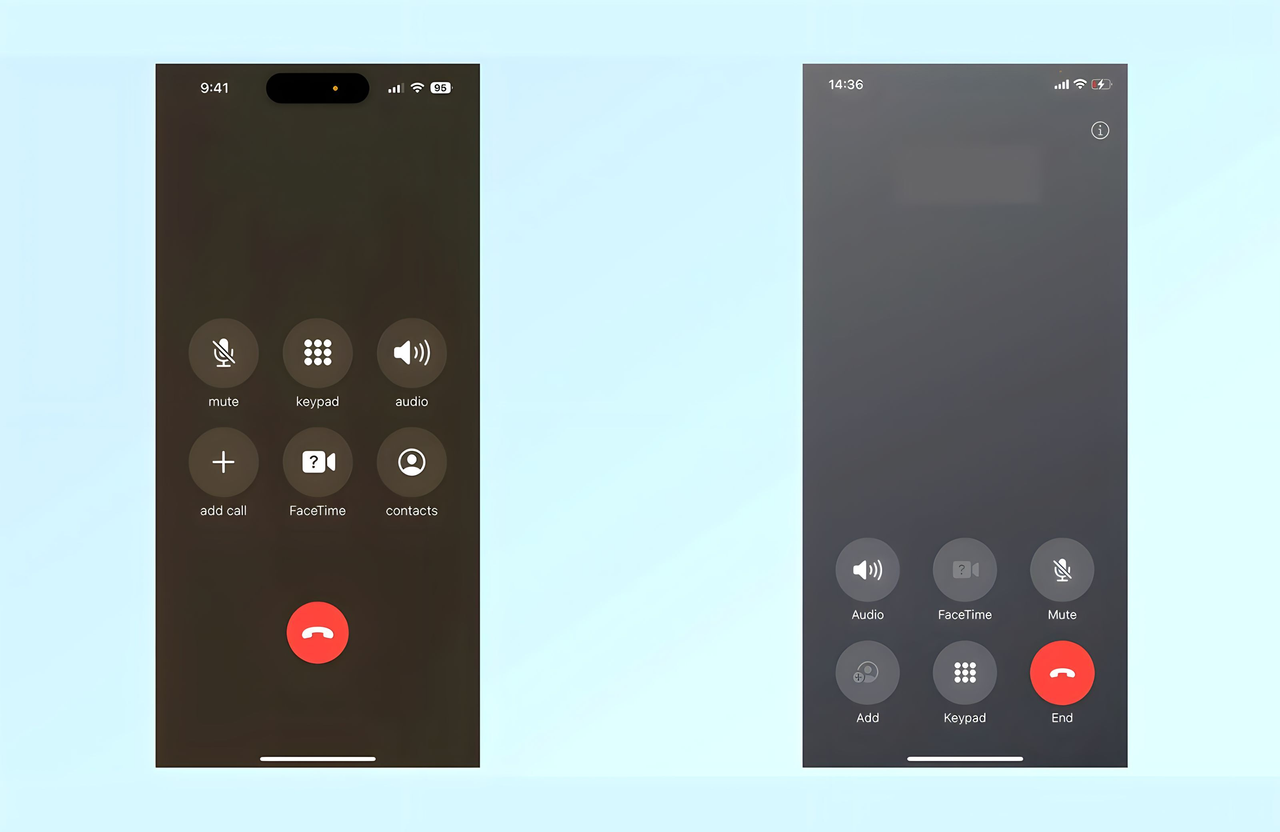 9:41
95
mute keypad audio
add call FaceTime contacts
14:36
Audio FaceTime Mute
Add Keypad End